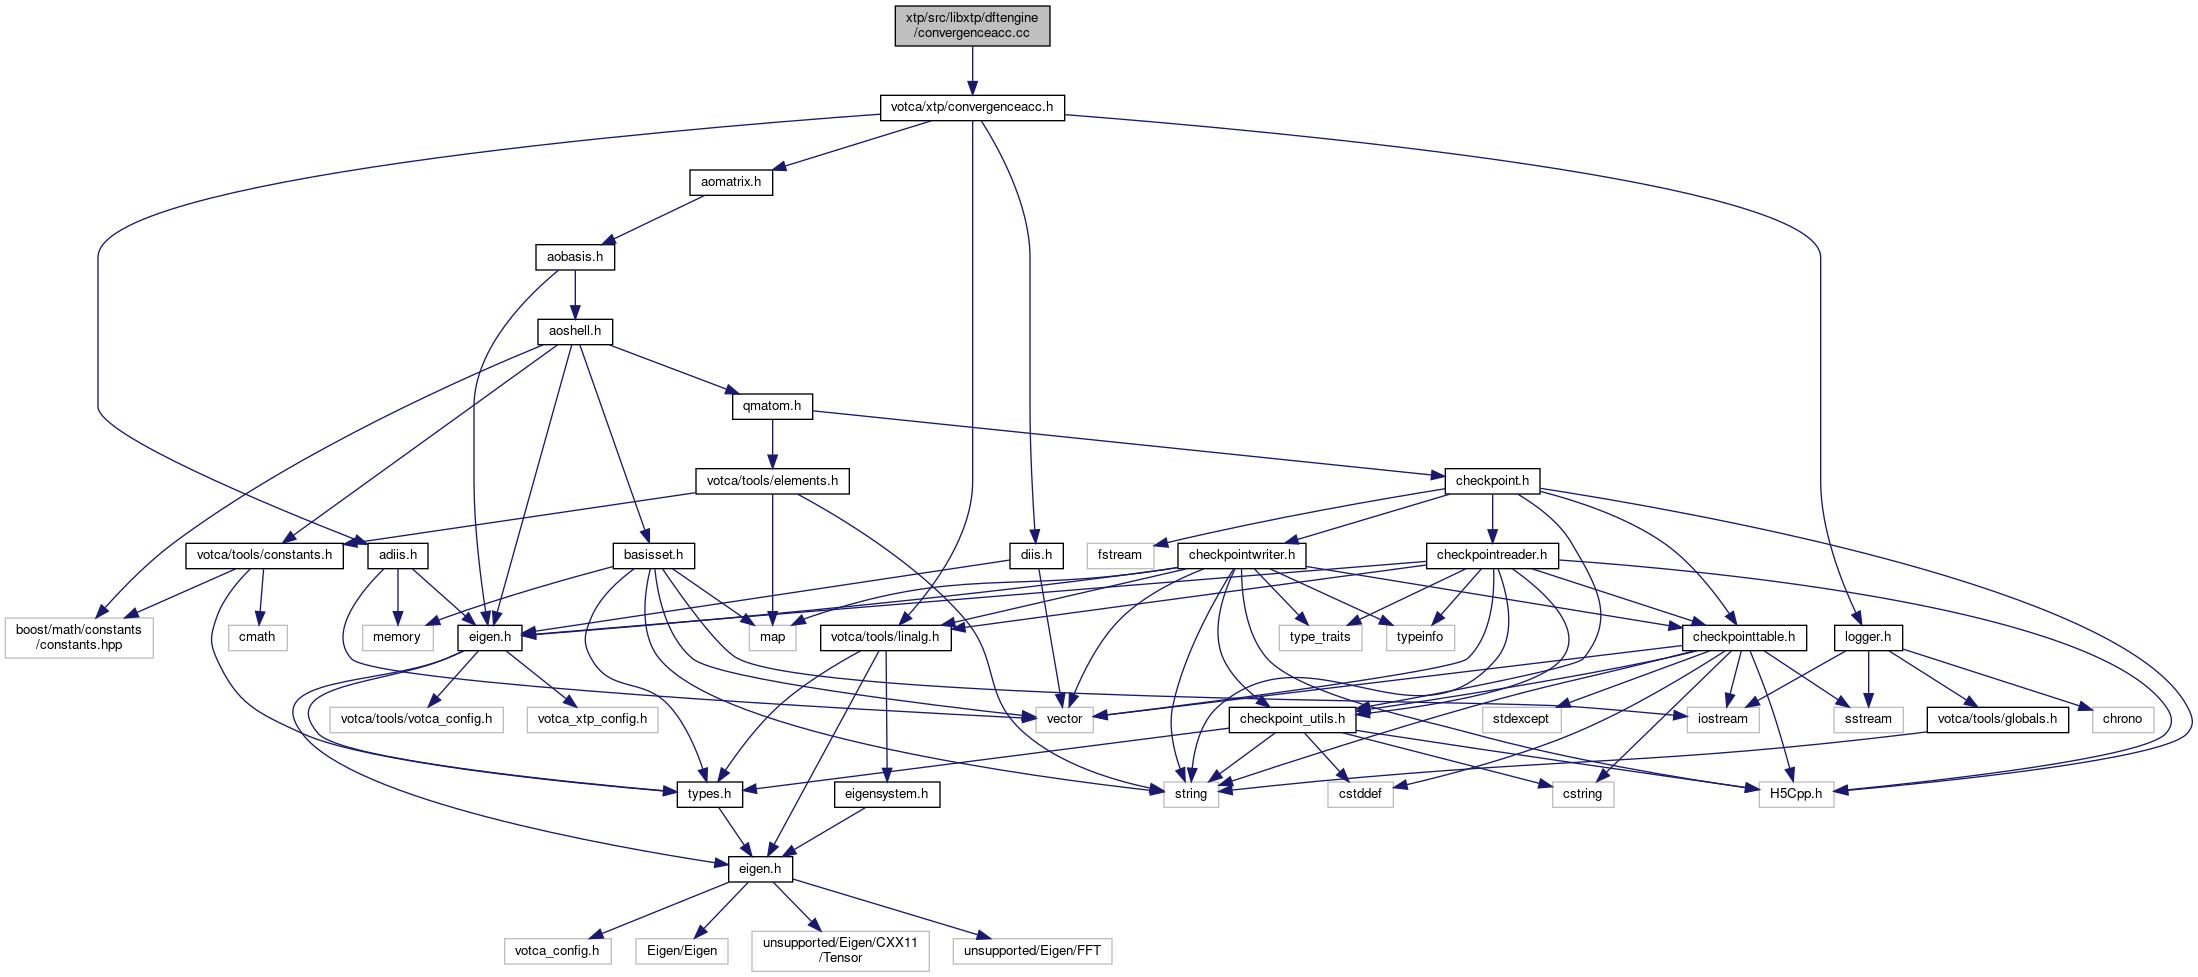 xtp/src/libxtp/dftengine
/convergenceacc.cc
votca/xtp/convergenceacc.h
aomatrix.h
aobasis.h
aoshell.h
qmatom.h
votca/tools/elements.h
checkpoint.h
votca/tools/constants.h
adiis.h
basisset.h
diis.h
fstream
checkpointwriter.h
checkpointreader.h
boost/math/constants
/constants.hpp
cmath
memory
eigen.h
map
votca/tools/linalg.h
type_traits
typeinfo
checkpointtable.h
logger.h
votca/tools/votca_config.h
votca_xtp_config.h
vector
checkpoint_utils.h
stdexcept
iostream
sstream
votca/tools/globals.h
chrono
types.h
eigensystem.h
string
cstddef
cstring
H5Cpp.h
eigen.h
votca_config.h
Eigen/Eigen
unsupported/Eigen/CXX11
/Tensor
unsupported/Eigen/FFT